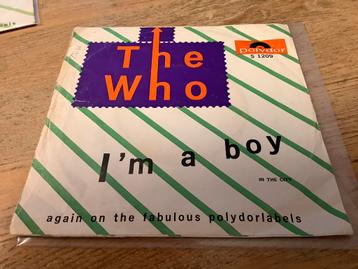 The
Who
polydor
S 1209
I'm a boy
IN THE CITY
again on the fabulous polydorlabels